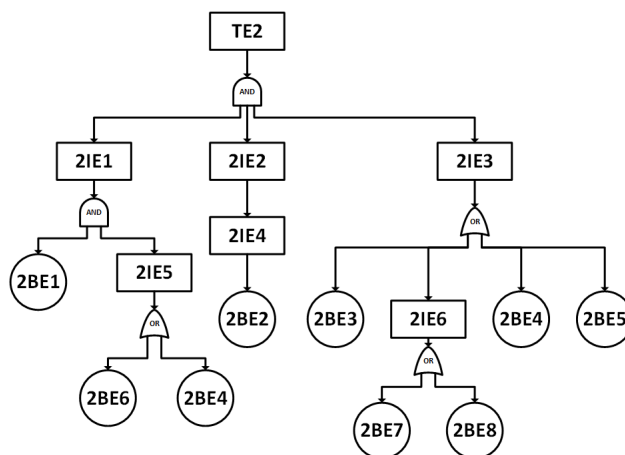 TE2
AND
2IE1
2IE2
2IE3
AND
2IE4
OR
2BE1
2IE5
2BE2
2BE3
2IE6
2BE4
2BE5
OR
OR
2BE6
2BE4
2BE7
2BE8